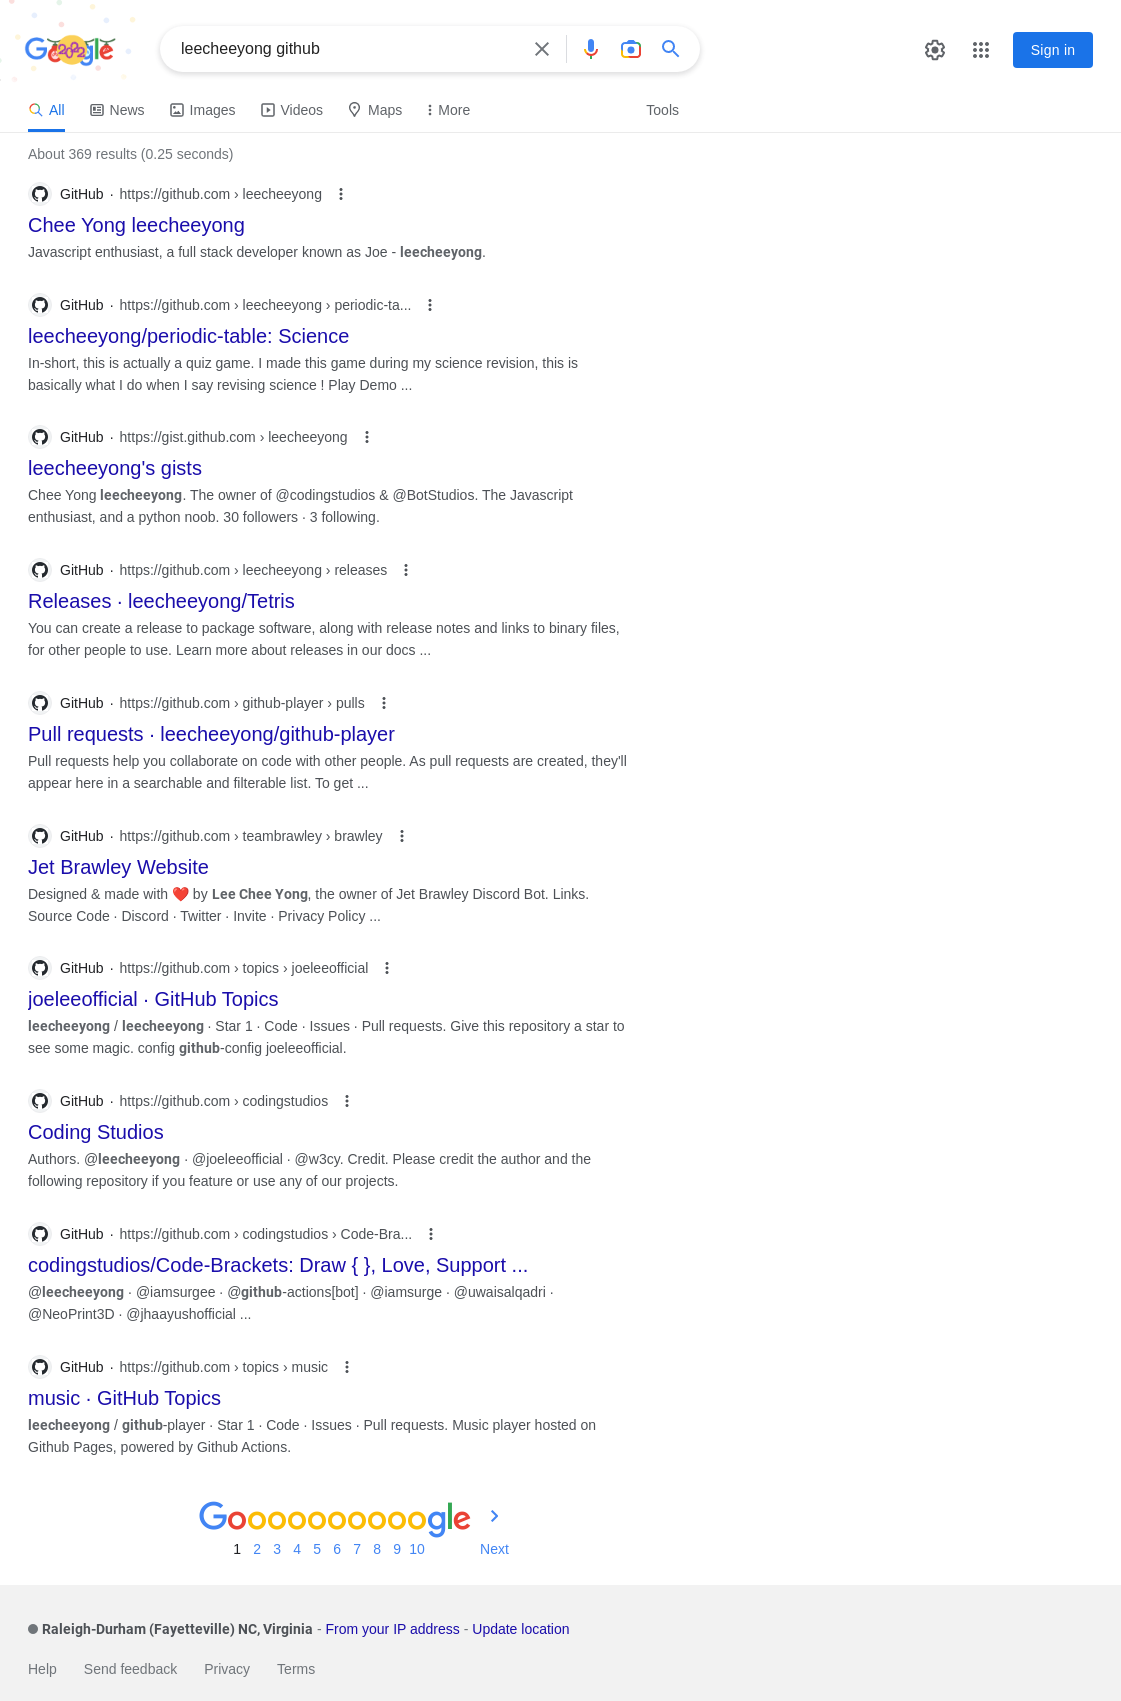 Google
leecheeyong github
Sign in
All
News
Images
Videos
Maps
More
Tools
About 369 results (0.25 seconds)
GitHub · https://github.com › leecheeyong
Chee Yong leecheeyong
Javascript enthusiast, a full stack developer known as Joe - leecheeyong.
GitHub · https://github.com › leecheeyong › periodic-ta...
leecheeyong/periodic-table: Science
In-short, this is actually a quiz game. I made this game during my science revision, this is
basically what I do when I say revising science ! Play Demo ...
GitHub · https://gist.github.com › leecheeyong
leecheeyong's gists
Chee Yong leecheeyong. The owner of @codingstudios & @BotStudios. The Javascript
enthusiast, and a python noob. 30 followers · 3 following.
GitHub · https://github.com › leecheeyong › releases
Releases · leecheeyong/Tetris
You can create a release to package software, along with release notes and links to binary files,
for other people to use. Learn more about releases in our docs ...
GitHub · https://github.com › github-player › pulls
Pull requests · leecheeyong/github-player
Pull requests help you collaborate on code with other people. As pull requests are created, they'll
appear here in a searchable and filterable list. To get ...
GitHub · https://github.com › teambrawley › brawley
Jet Brawley Website
Designed & made with ❤️ by Lee Chee Yong, the owner of Jet Brawley Discord Bot. Links.
Source Code · Discord · Twitter · Invite · Privacy Policy ...
GitHub · https://github.com › topics › joeleeofficial
joeleeofficial · GitHub Topics
leecheeyong / leecheeyong · Star 1 · Code · Issues · Pull requests. Give this repository a star to
see some magic. config github-config joeleeofficial.
GitHub · https://github.com › codingstudios
Coding Studios
Authors. @leecheeyong · @joeleeofficial · @w3cy. Credit. Please credit the author and the
following repository if you feature or use any of our projects.
GitHub · https://github.com › codingstudios › Code-Bra...
codingstudios/Code-Brackets: Draw { }, Love, Support ...
@leecheeyong · @iamsurgee · @github-actions[bot] · @iamsurge · @uwaisalqadri ·
@NeoPrint3D · @jhaayushofficial ...
GitHub · https://github.com › topics › music
music · GitHub Topics
leecheeyong / github-player · Star 1 · Code · Issues · Pull requests. Music player hosted on
Github Pages, powered by Github Actions.
Goooooooooogle
1 2 3 4 5 6 7 8 9 10 Next
Raleigh-Durham (Fayetteville) NC, Virginia - From your IP address - Update location
Help Send feedback Privacy Terms